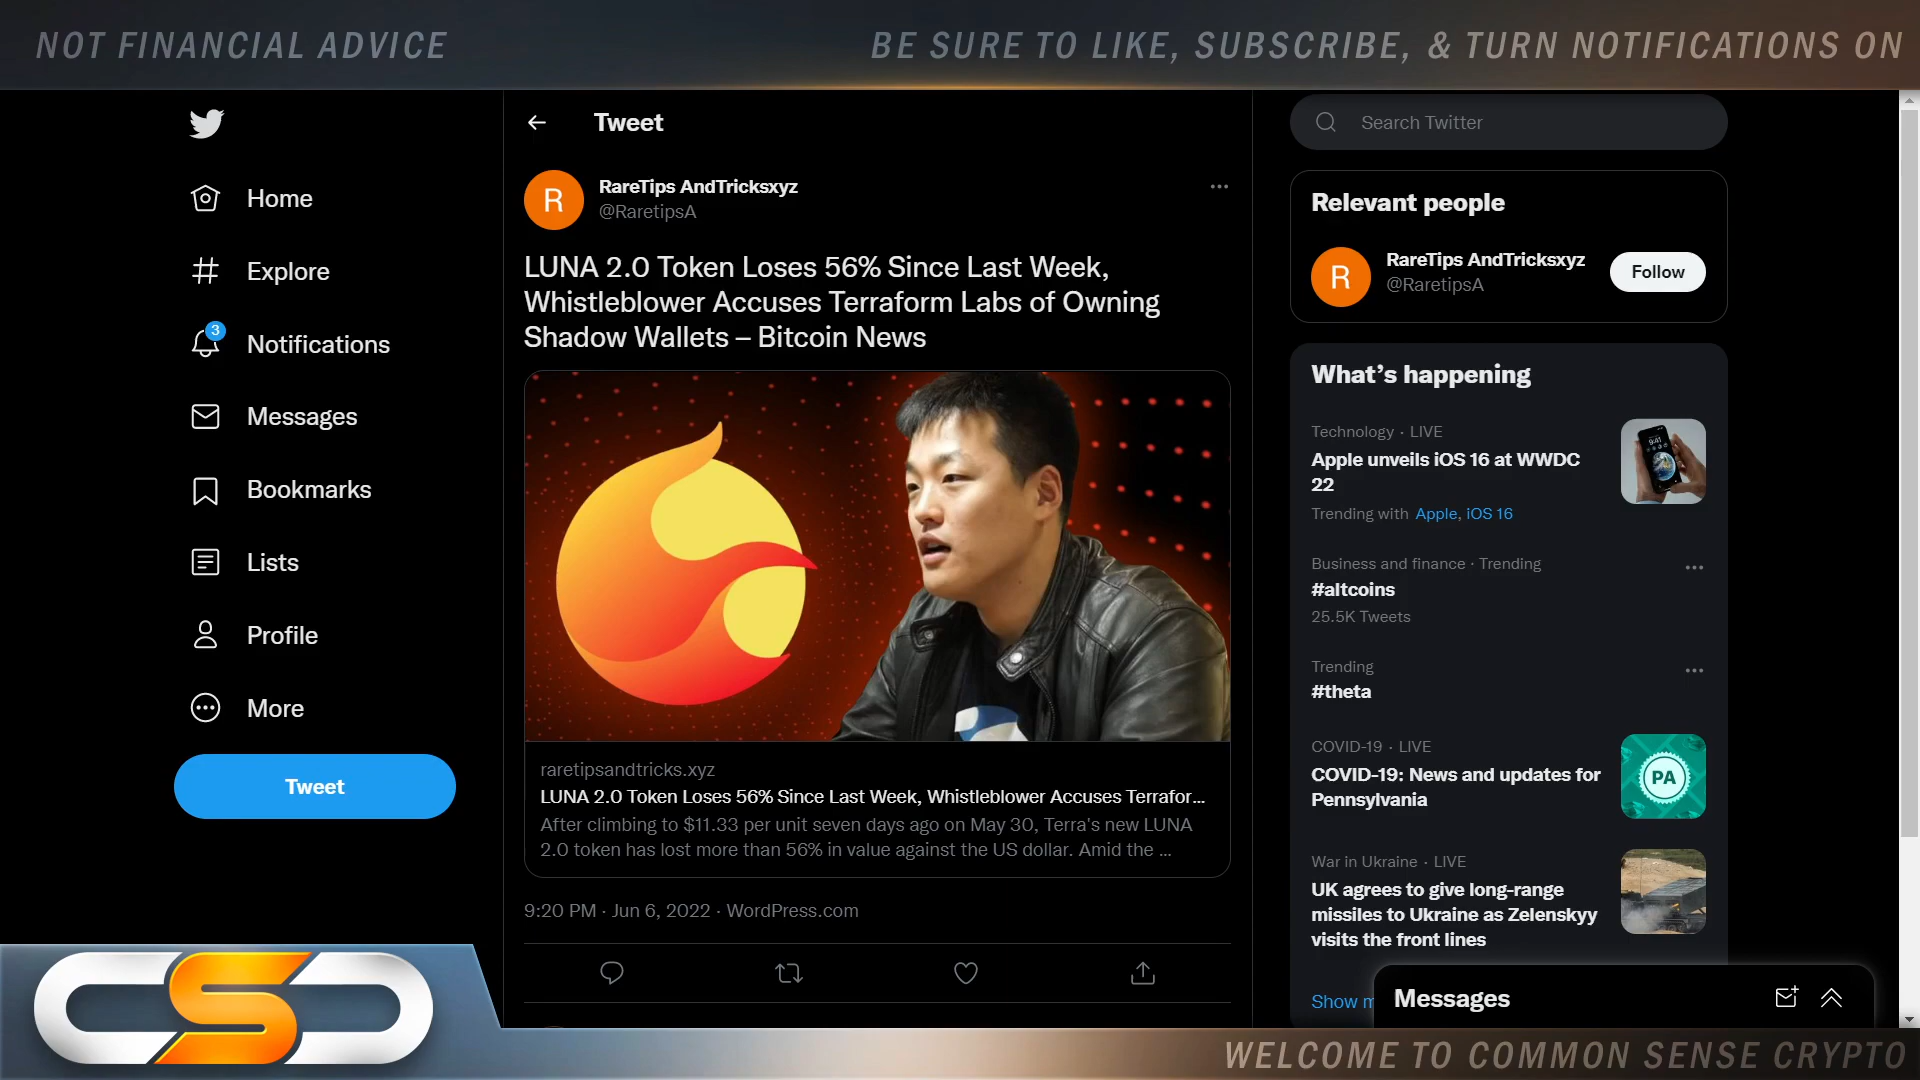 NOT FINANCIAL ADVICE
BE SURE TO LIKE, SUBSCRIBE, & TURN NOTIFICATIONS ON
Home
Explore
3
Notifications
Messages
Bookmarks
Lists
Profile
More
Tweet
Tweet
R
RareTips AndTricksxyz
@RaretipsA
LUNA 2.0 Token Loses 56% Since Last Week,
Whistleblower Accuses Terraform Labs of Owning
Shadow Wallets – Bitcoin News
raretipsandtricks.xyz
LUNA 2.0 Token Loses 56% Since Last Week, Whistleblower Accuses Terrafor...
After climbing to $11.33 per unit seven days ago on May 30, Terra's new LUNA
2.0 token has lost more than 56% in value against the US dollar. Amid the ...
9:20 PM · Jun 6, 2022 · WordPress.com
Search Twitter
Relevant people
R
RareTips AndTricksxyz
@RaretipsA
Follow
What's happening
Technology · LIVE
Apple unveils iOS 16 at WWDC
22
Trending with Apple, iOS 16
9:41
Business and finance · Trending
#altcoins
25.5K Tweets
Trending
#theta
COVID-19 · LIVE
COVID-19: News and updates for
Pennsylvania
PA
War in Ukraine · LIVE
UK agrees to give long-range
missiles to Ukraine as Zelenskyy
visits the front lines
Show m
Messages
CSC
WELCOME TO COMMON SENSE CRYPTO